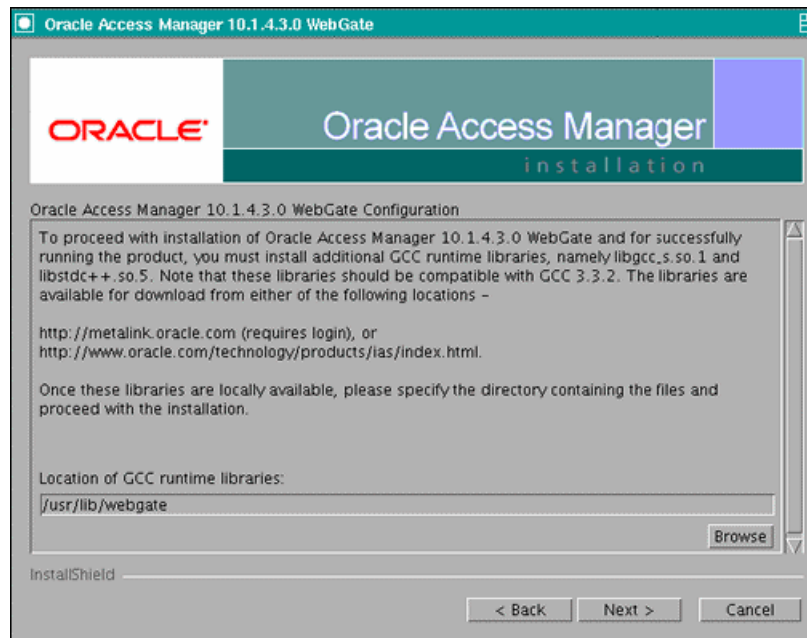 Oracle Access Manager 10.1.4.3.0 WebGate
ORACLE®
Oracle Access Manager
installation
Oracle Access Manager 10.1.4.3.0 WebGate Configuration
To proceed with installation of Oracle Access Manager 10.1.4.3.0 WebGate and for successfully
running the product, you must install additional GCC runtime libraries, namely libgcc_s.so.1 and
libstdc++.so.5. Note that these libraries should be compatible with GCC 3.3.2. The libraries are
available for download from either of the following locations -
http://metalink.oracle.com (requires login), or
http://www.oracle.com/technology/products/ias/index.html.
Once these libraries are locally available, please specify the directory containing the files and
proceed with the installation.
Location of GCC runtime libraries:
/usr/lib/webgate
Browse
InstallShield
< Back Next > Cancel